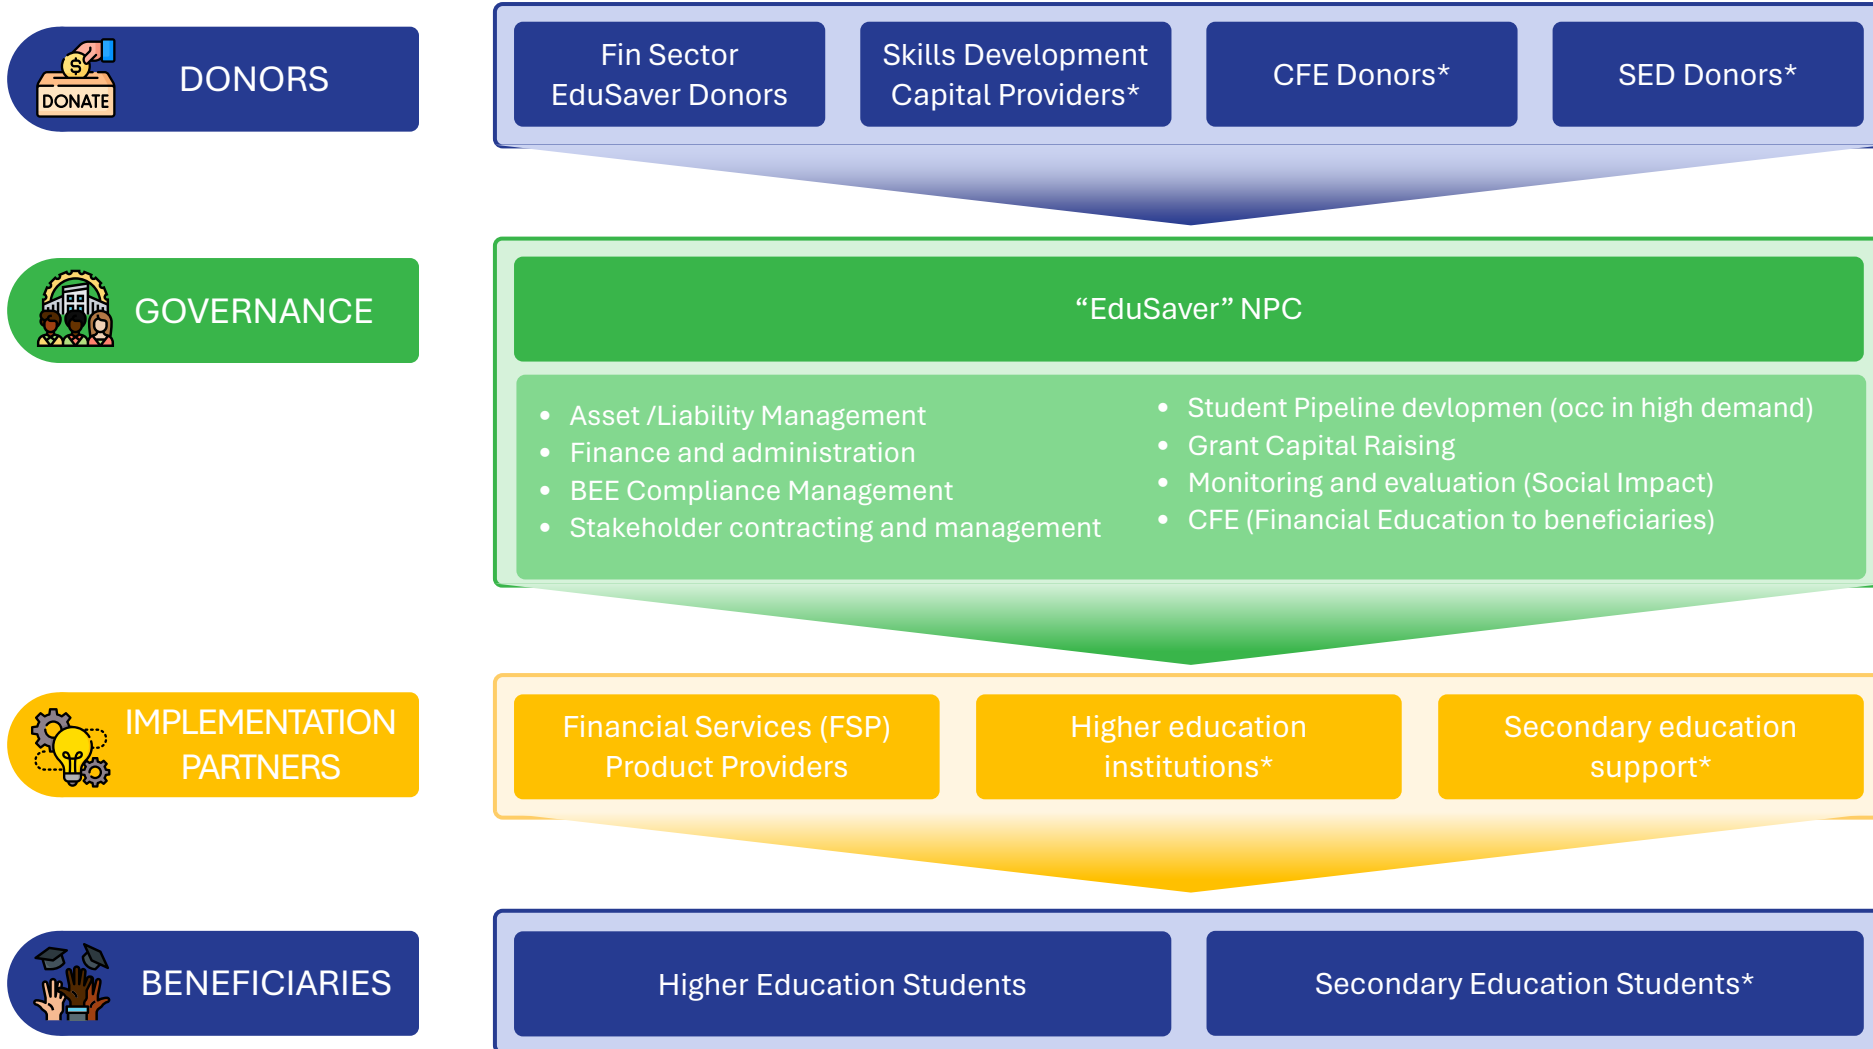 DONATE
DONORS
Fin Sector
EduSaver Donors
Skills Development
Capital Providers*
CFE Donors*
SED Donors*
GOVERNANCE
“EduSaver” NPC
• Asset /Liability Management
• Finance and administration
• BEE Compliance Management
• Stakeholder contracting and management
• Student Pipeline devlopmen (occ in high demand)
• Grant Capital Raising
• Monitoring and evaluation (Social Impact)
• CFE (Financial Education to beneficiaries)
IMPLEMENTATION
PARTNERS
Financial Services (FSP)
Product Providers
Higher education
institutions*
Secondary education
support*
BENEFICIARIES
Higher Education Students
Secondary Education Students*